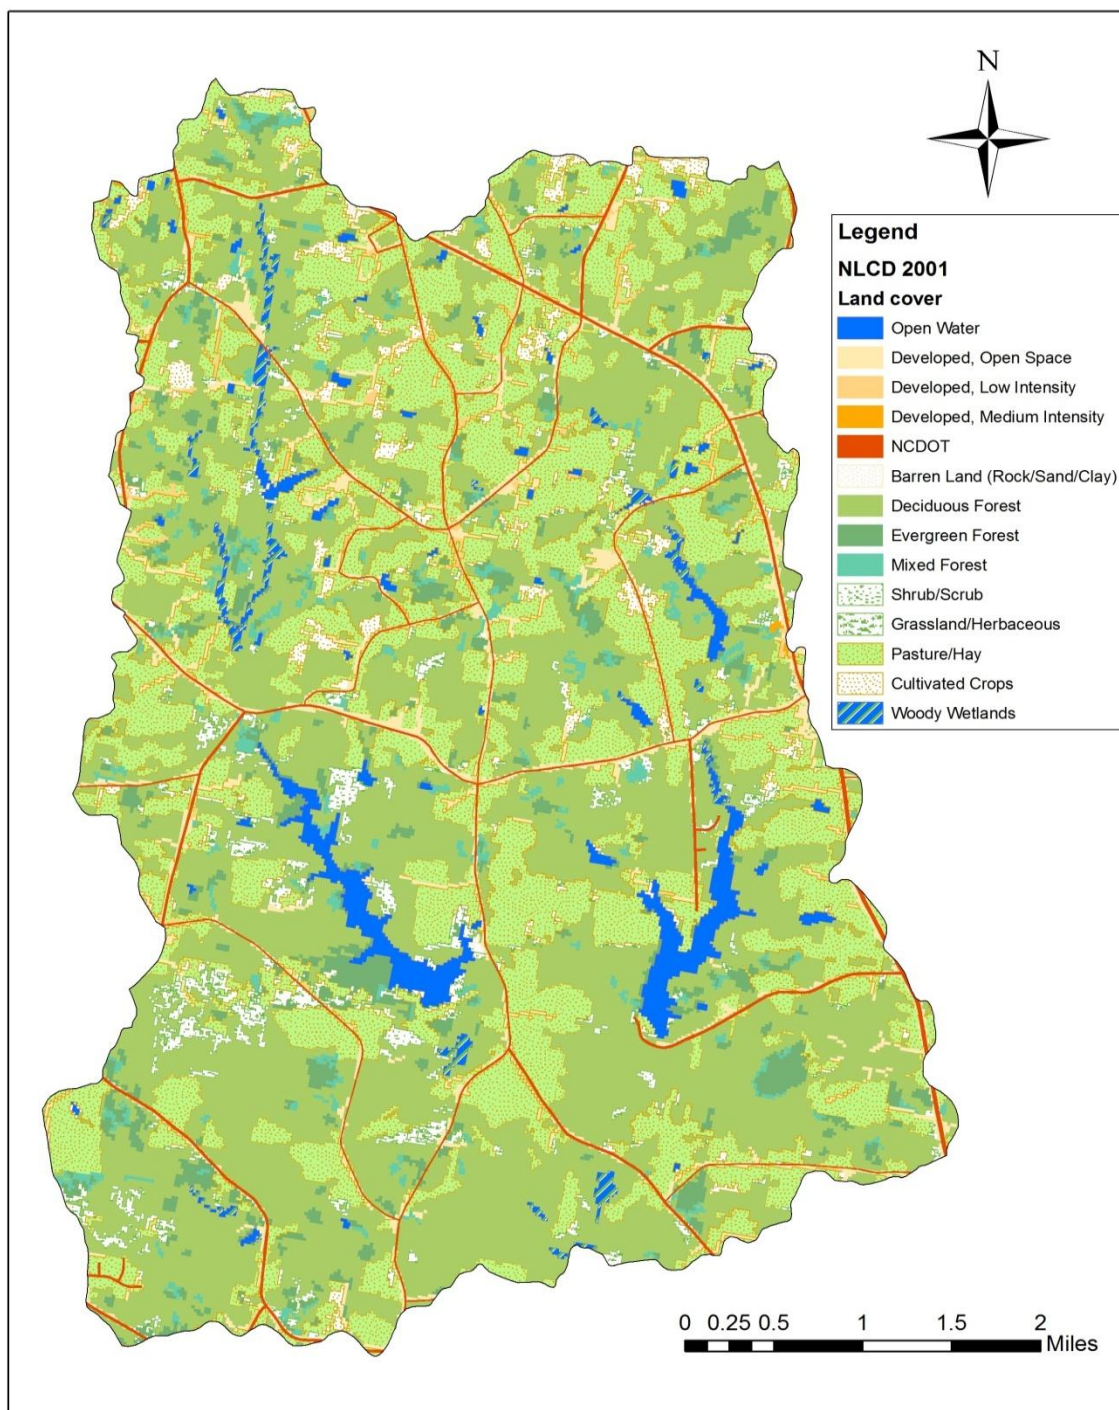 N
Legend
NLCD 2001
Land cover
Open Water
Developed, Open Space
Developed, Low Intensity
Developed, Medium Intensity
NCDOT
Barren Land (Rock/Sand/Clay)
Deciduous Forest
Evergreen Forest
Mixed Forest
Shrub/Scrub
Grassland/Herbaceous
Pasture/Hay
Cultivated Crops
Woody Wetlands
0 0.25 0.5 1 1.5 2
Miles